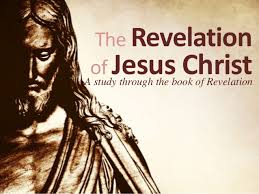 The Revelation
of Jesus Christ
A study through the book of Revelation